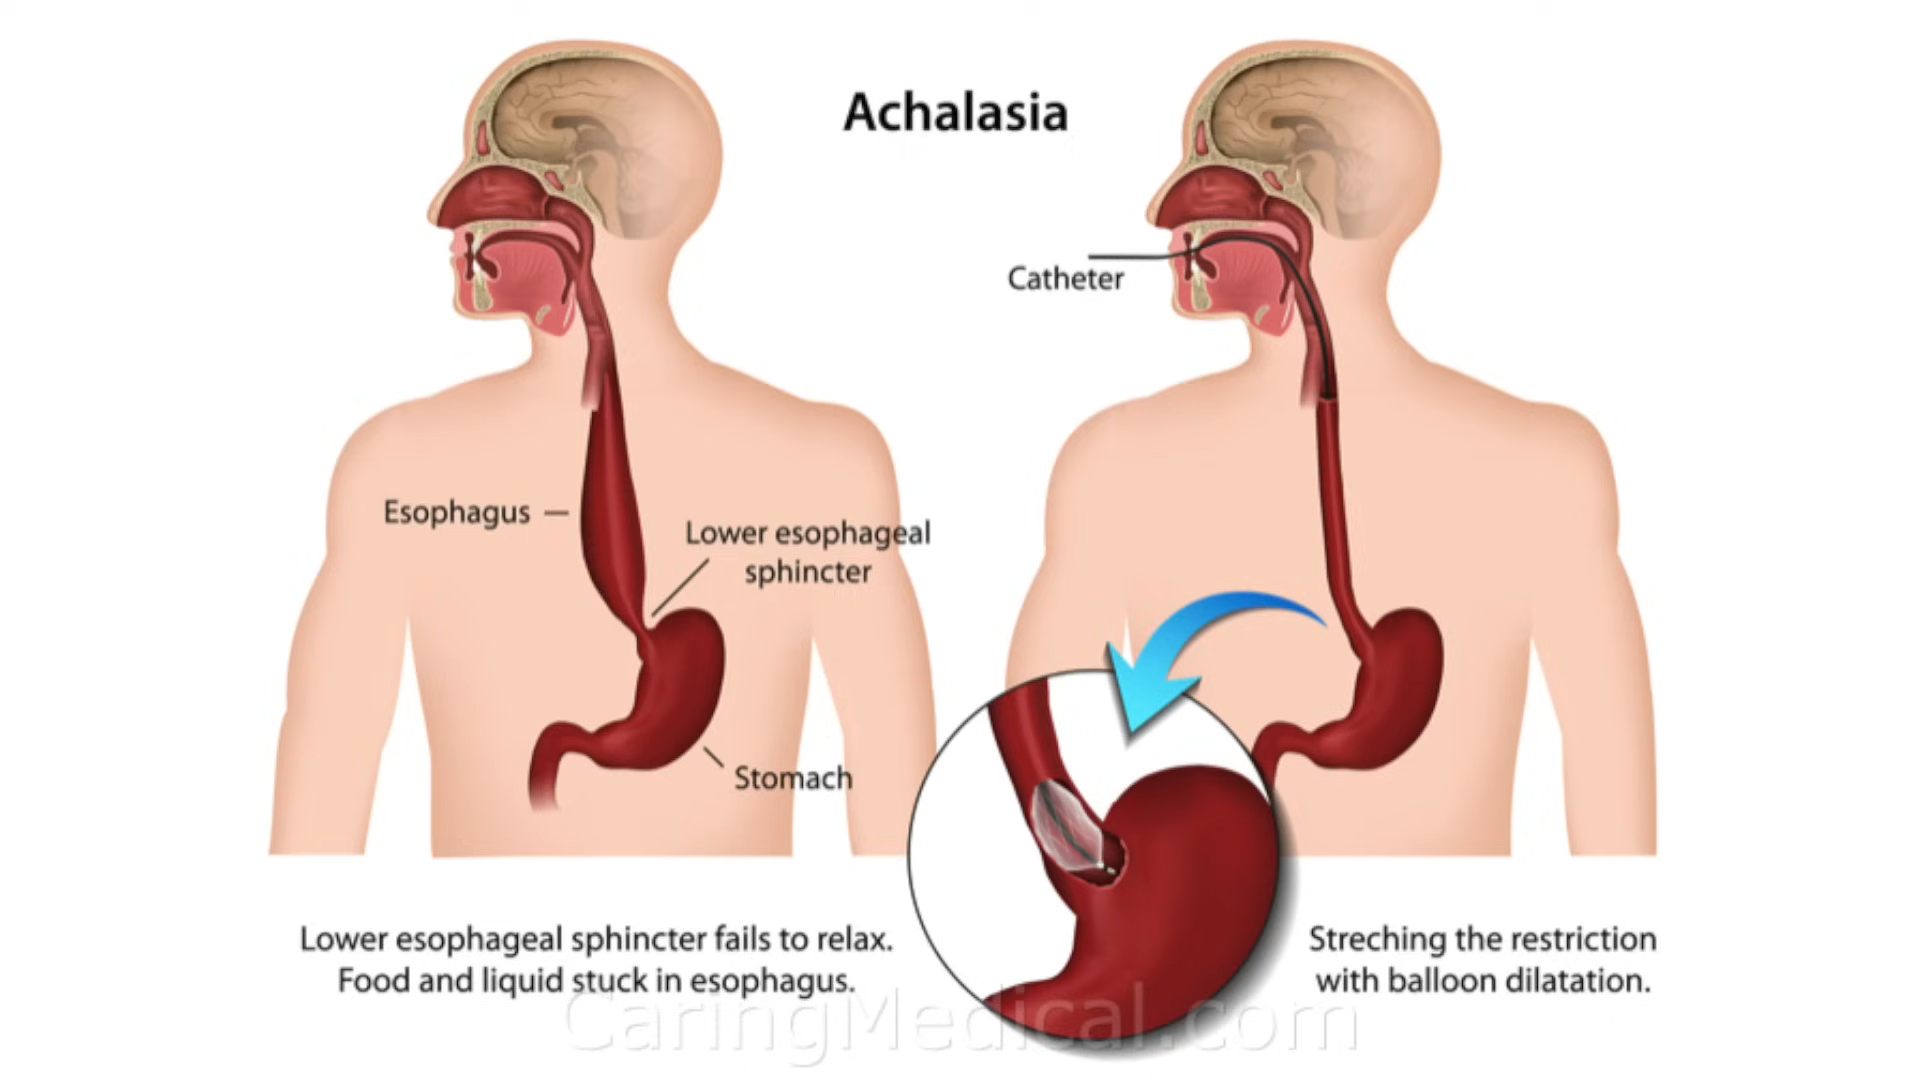 Achalasia
Catheter
Esophagus
Lower esophageal
sphincter
Stomach
Lower esophageal sphincter fails to relax.
Food and liquid stuck in esophagus.
Streching the restriction
with balloon dilatation.
CaringMedical.com